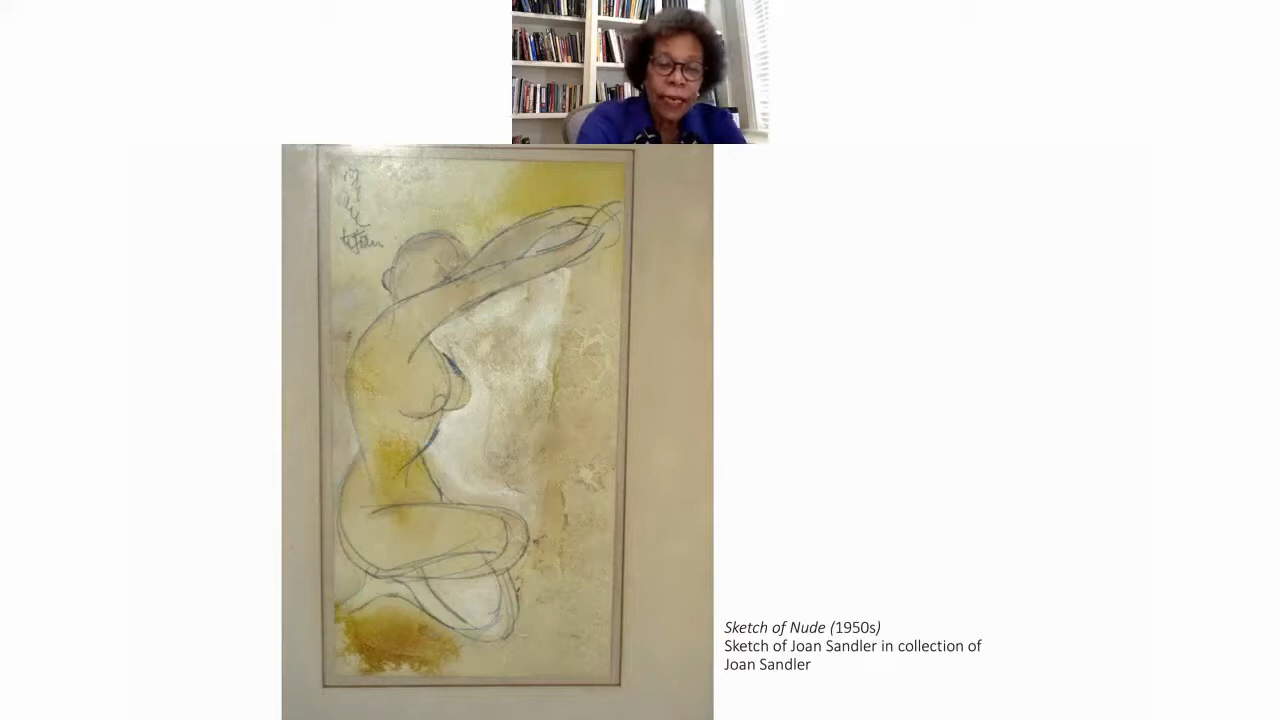 Sketch of Nude (1950s)
Sketch of Joan Sandler in collection of
Joan Sandler